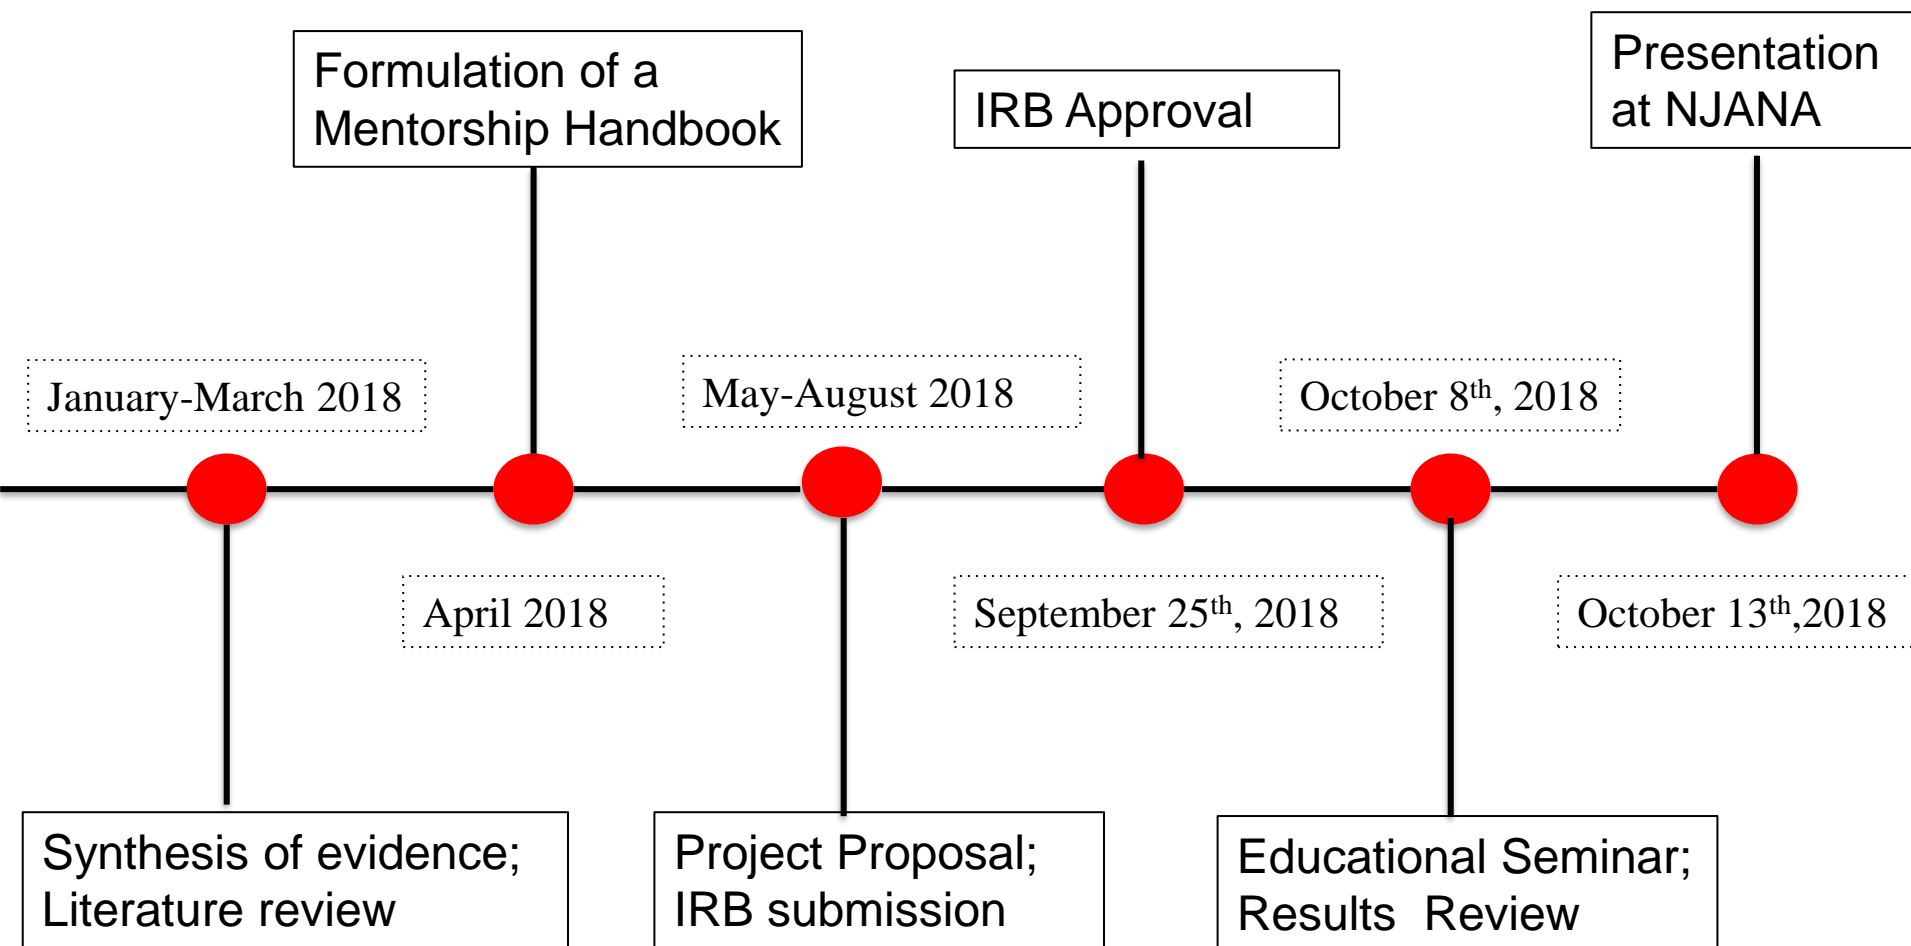 Formulation of a
Mentorship Handbook
IRB Approval
Presentation
at NJANA
January-March 2018
May-August 2018
October 8th, 2018
April 2018
September 25th, 2018
October 13th,2018
Synthesis of evidence;
Literature review
Project Proposal;
IRB submission
Educational Seminar;
Results  Review